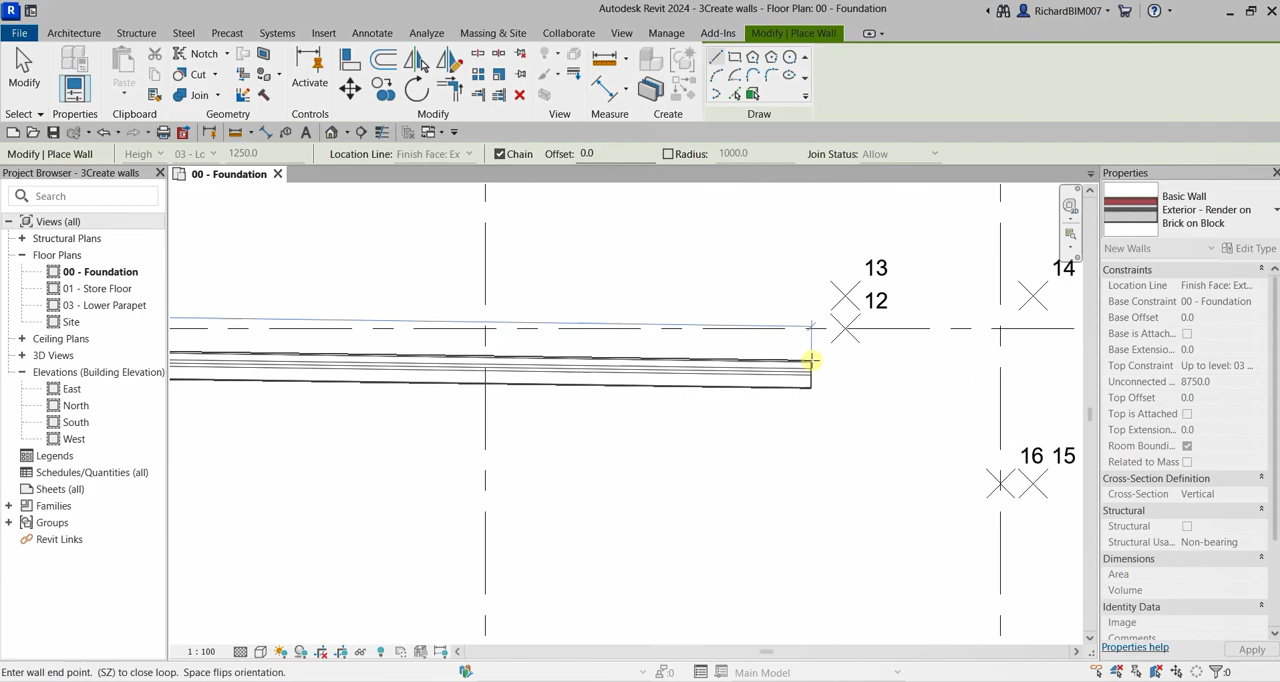 Autodesk Revit 2024 - 3Create walls - Floor Plan: 00 - Foundation
RichardBIM007
File
Architecture
Structure
Steel
Precast
Systems
Insert
Annotate
Analyze
Massing & Site
Collaborate
View
Manage
Add-Ins
Modify | Place Wall
Modify
Paste
Notch
Cut
Join
Activate
Select
Properties
Clipboard
Geometry
Controls
Modify
View
Measure
Create
Draw
Modify | Place Wall
Heigh
03 - Lc
1250.0
Location Line:
Finish Face: Ex
Chain
Offset:
0.0
Radius:
1000.0
Join Status:
Allow
Project Browser - 3Create walls
Search
Views (all)
Structural Plans
Floor Plans
00 - Foundation
01 - Store Floor
03 - Lower Parapet
Site
Ceiling Plans
3D Views
Elevations (Building Elevation)
East
North
South
West
Legends
Schedules/Quantities (all)
Sheets (all)
Families
Groups
Revit Links
00 - Foundation
13
12
14
16 15
2D
1 : 100
Properties
Basic Wall
Exterior - Render on
Brick on Block
New Walls
Edit Type
Constraints
Location Line
Finish Face: Ext...
Base Constraint
00 - Foundation
Base Offset
0.0
Base is Attach...
Base Extensio...
0.0
Top Constraint
Up to level: 03 ...
Unconnected ...
8750.0
Top Offset
0.0
Top is Attached
Top Extension...
0.0
Room Boundi...
Related to Mass
Cross-Section Definition
Cross-Section
Vertical
Structural
Structural
Structural Usa...
Non-bearing
Dimensions
Area
Volume
Identity Data
Image
Comments
Properties help
Apply
Enter wall end point. (SZ) to close loop. Space flips orientation.
:0
Main Model
:0